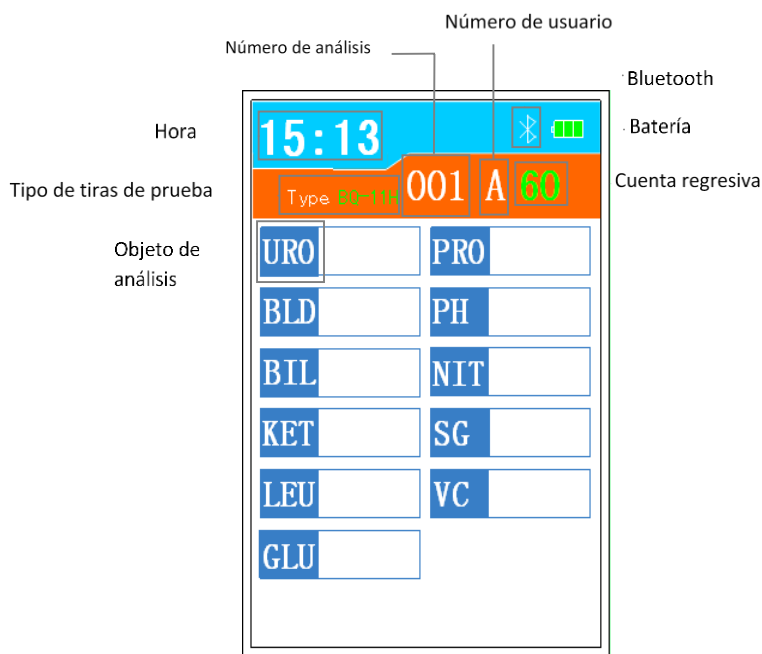 Número de usuario
Número de análisis
Bluetooth
Hora
15:13
Batería
Tipo de tiras de prueba
Type BC-11H
001
A
60
Cuenta regresiva
Objeto de
análisis
URO
PRO
BLD
PH
BIL
NIT
KET
SG
LEU
VC
GLU